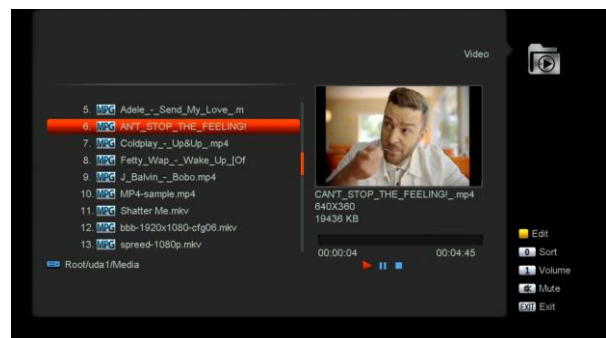 Video
5. MPG Adele_-_Send_My_Love_.m
6. MPG AN'T_STOP_THE_FEELING!
7. MPG Coldplay_-_Up&Up_.mp4
8. MPG Fetty_Wap_-_Wake_Up_[Of
9. MPG J_Balvin_-_Bobo.mp4
10. MPG MP4-sample.mp4
11. MPG Shatter Me.mkv
12. MPG bbb-1920x1080-cfg06.mkv
13. MPG spreed-1080p.mkv
Root/uda1/Media
CAN'T_STOP_THE_FEELING!_.mp4
640X360
19436 KB
00:00:04 00:04:45
Edit
0 Sort
1 Volume
Mute
EXIT Exit